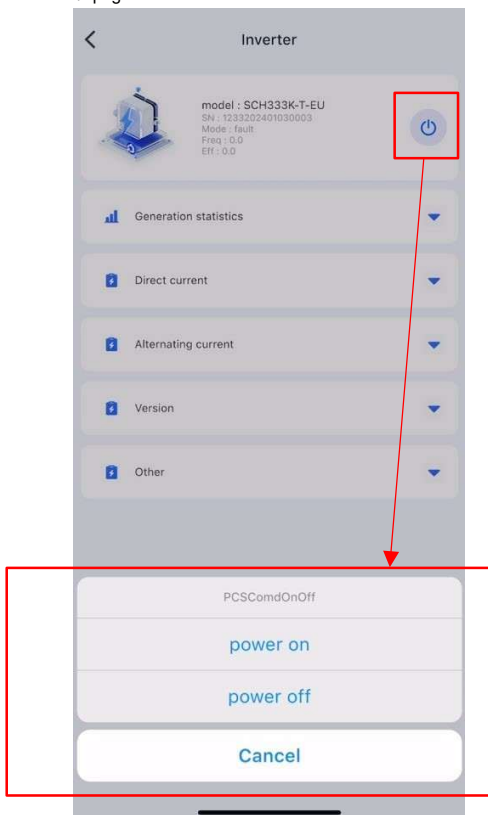 Inverter
model : SCH333K-T-EU
SN : 1233202401030003
Mode : fault
Freq : 0.0
Eff : 0.0
Generation statistics
Direct current
Alternating current
Version
Other
PCSComdOnOff
power on
power off
Cancel